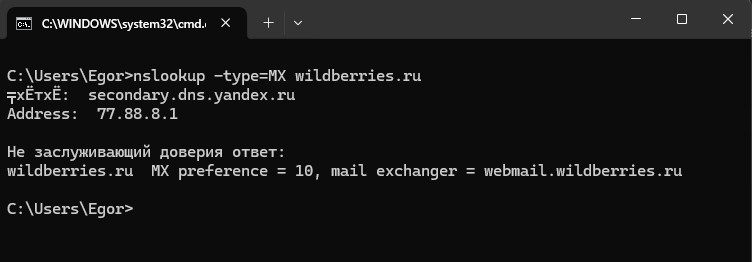 C:\WINDOWS\system32\cmd.e
C:\Users\Egor>nslookup -type=MX wildberries.ru
╤хЁтхЁ:  secondary.dns.yandex.ru
Address:  77.88.8.1
Не заслуживающий доверия ответ:
wildberries.ru  MX preference = 10, mail exchanger = webmail.wildberries.ru
C:\Users\Egor>